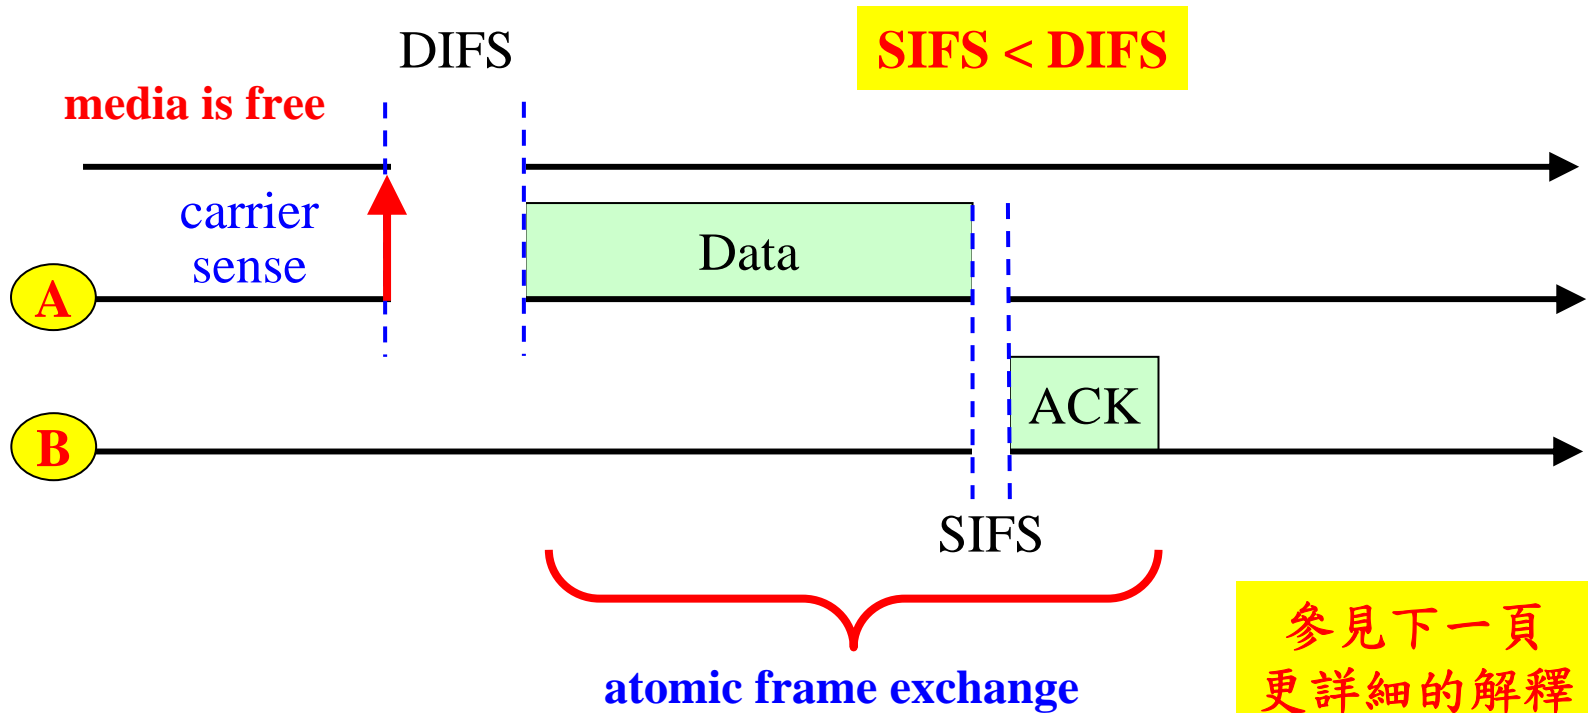 DIFS
SIFS < DIFS
media is free
carrier
sense
Data
A
ACK
B
SIFS
atomic frame exchange
參見下一頁
更詳細的解釋